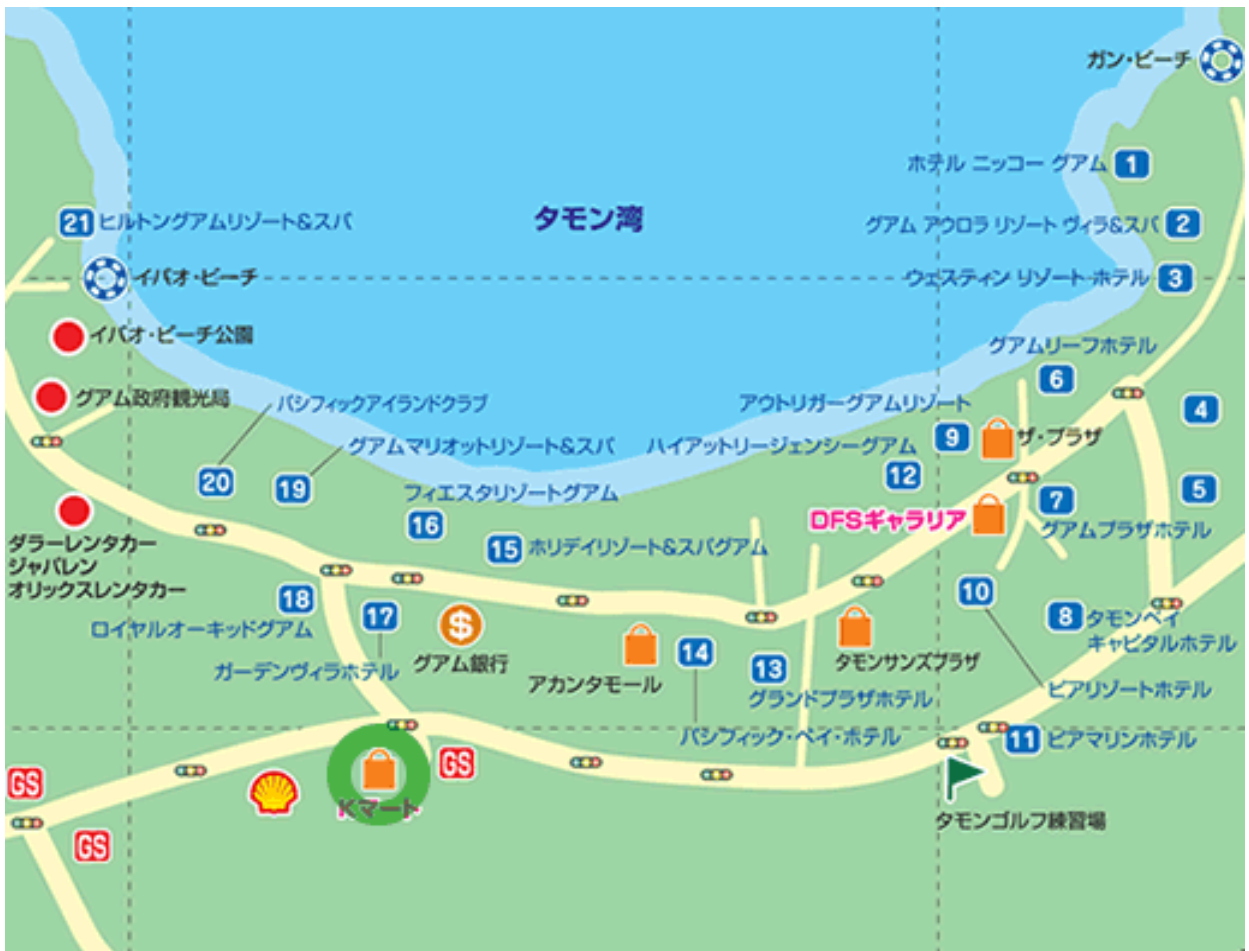 ガン・ビーチ
ホテル ニッコー グアム 1
21 ヒルトングアムリゾート&スパ
タモン湾
グアム アウロラ リゾート ヴィラ&スパ 2
イパオ・ビーチ
ウェスティン リゾート ホテル 3
イパオ・ビーチ公園
グアムリーフホテル
6
グアム政府観光局
パシフィックアイランドクラブ
アウトリガーグアムリゾート
4
グアムマリオットリゾート&スパ
ハイアットリージェンシーグアム
9
ザ・プラザ
20
19
12
フィエスタリゾートグアム
16
DFSギャラリア
7
5
グアムプラザホテル
ダラーレンタカー
ジャパレン
オリックスレンタカー
15 ホリデイリゾート&スパグアム
18
ロイヤルオーキッドグアム
17
ガーデンヴィラホテル
$
グアム銀行
アカンタモール
14
13
グランドプラザホテル
タモンサンズプラザ
10
8 タモンベイ
キャピタルホテル
ピアリゾートホテル
パシフィック・ベイ・ホテル
11 ピアマリンホテル
GS
GS
Kマート
タモンゴルフ練習場
GS